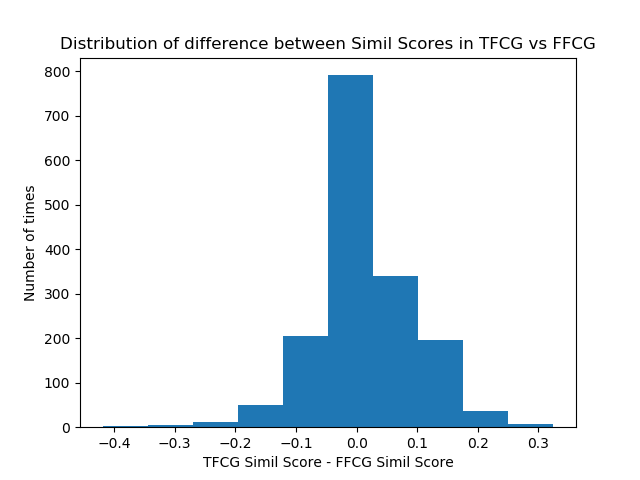 Distribution of difference between Simil Scores in TFCG vs FFCG
800
700
600
500
400
300
200
100
0
Number of times
−0.4 −0.3 −0.2 −0.1 0.0 0.1 0.2 0.3
TFCG Simil Score - FFCG Simil Score